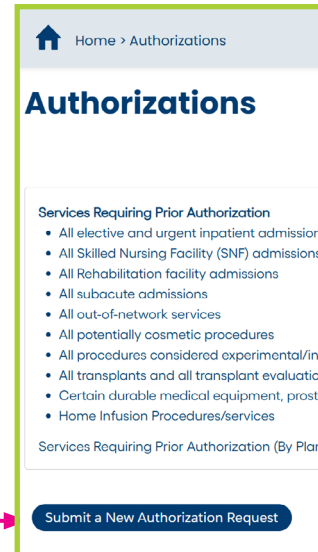 Home > Authorizations
Authorizations
Services Requiring Prior Authorization
• All elective and urgent inpatient admission
• All Skilled Nursing Facility (SNF) admissions
• All Rehabilitation facility admissions
• All subacute admissions
• All out-of-network services
• All potentially cosmetic procedures
• All procedures considered experimental/in
• All transplants and all transplant evaluatio
• Certain durable medical equipment, prost
• Home Infusion Procedures/services
Services Requiring Prior Authorization (By Plan
Submit a New Authorization Request